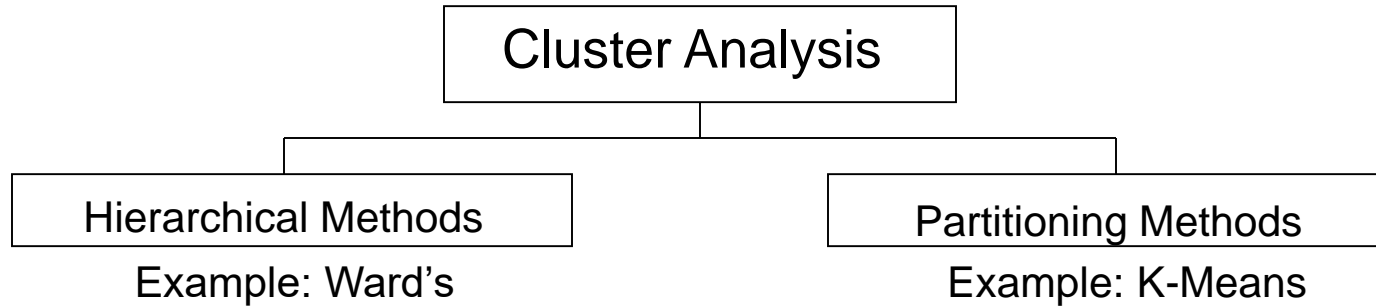 Cluster Analysis
Hierarchical Methods
Partitioning Methods
Example: Ward’s
Example: K-Means